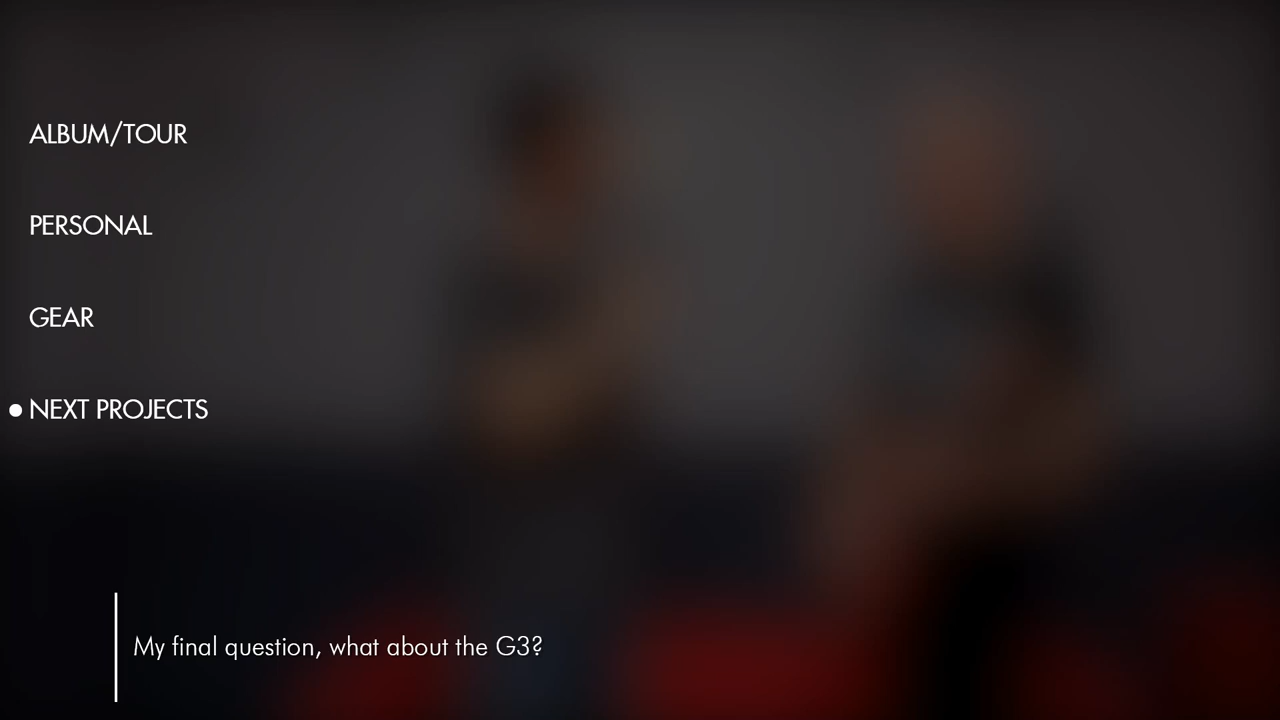 ALBUM/TOUR
PERSONAL
GEAR
NEXT PROJECTS
My final question, what about the G3?